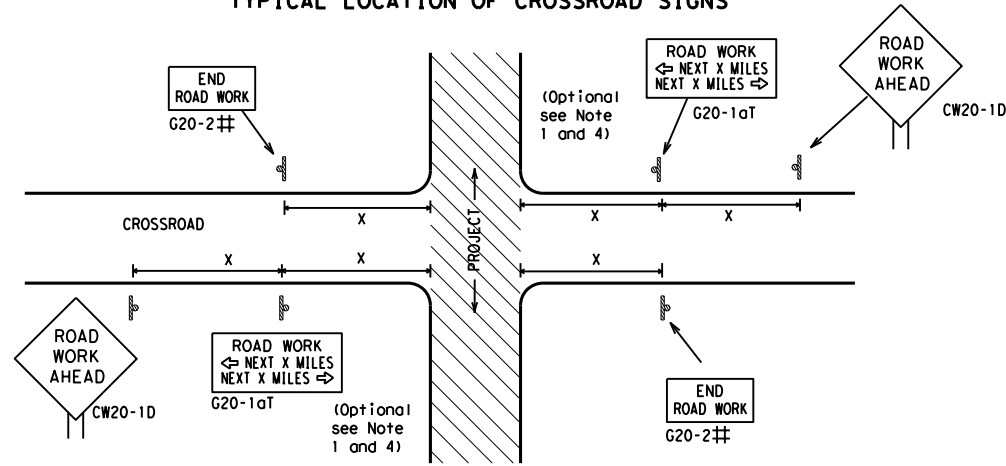 TYPICAL LOCATION OF CROSSROAD SIGNS
END
ROAD WORK
G20-2#
(Optional
see Note
1 and 4)
ROAD WORK
⇦ NEXT X MILES
NEXT X MILES ⇨
G20-1aT
ROAD
WORK
AHEAD
CW20-1D
X
X
X
CROSSROAD
PROJECT
X
X
X
ROAD
WORK
AHEAD
CW20-1D
ROAD WORK
⇦ NEXT X MILES
NEXT X MILES ⇨
G20-1aT
(Optional
see Note
1 and 4)
END
ROAD WORK
G20-2#